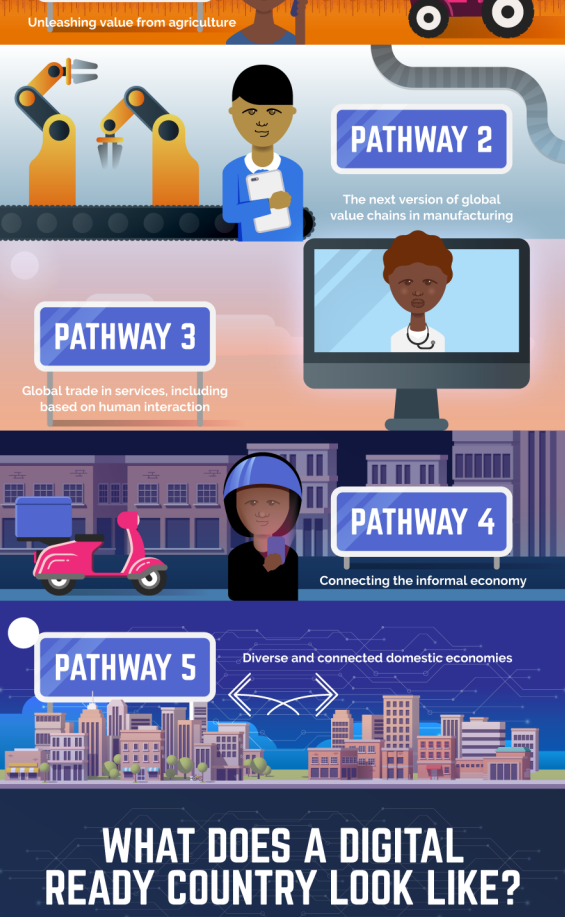 Unleashing value from agriculture
PATHWAY 2
The next version of global
value chains in manufacturing
PATHWAY 3
Global trade in services, including
based on human interaction
PATHWAY 4
Connecting the informal economy
PATHWAY 5
Diverse and connected domestic economies
WHAT DOES A DIGITAL
READY COUNTRY LOOK LIKE?